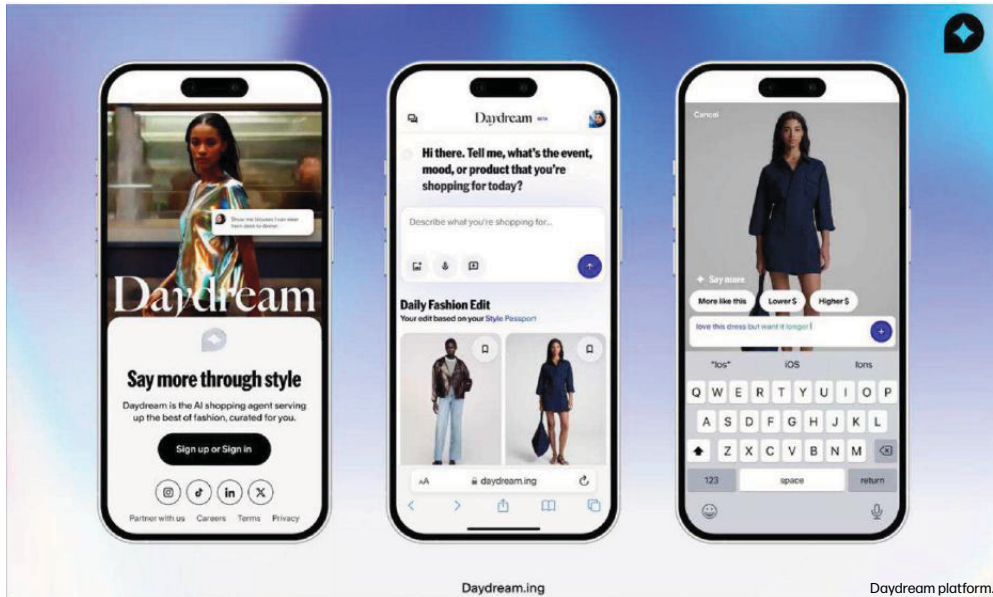 Show me blouses I can wear
from desk to dinner...
Daydream
Say more through style
Daydream is the AI shopping agent serving
up the best of fashion, curated for you.
Sign up or Sign in
in
X
Partner with us Careers Terms Privacy
Daydream BETA
Hi there. Tell me, what's the event,
mood, or product that you're
shopping for today?
Describe what you're shopping for...
Daily Fashion Edit
Your edit based on your Style Passport
AA daydream.ing
Cancel
Say more
More like this Lower $ Higher $
love this dress but want it longer
"los" iOS Ions
Q W E R T Y U I O P
A S D F G H J K L
Z X C V B N M
123 space return
Daydream.ing
Daydream platform.